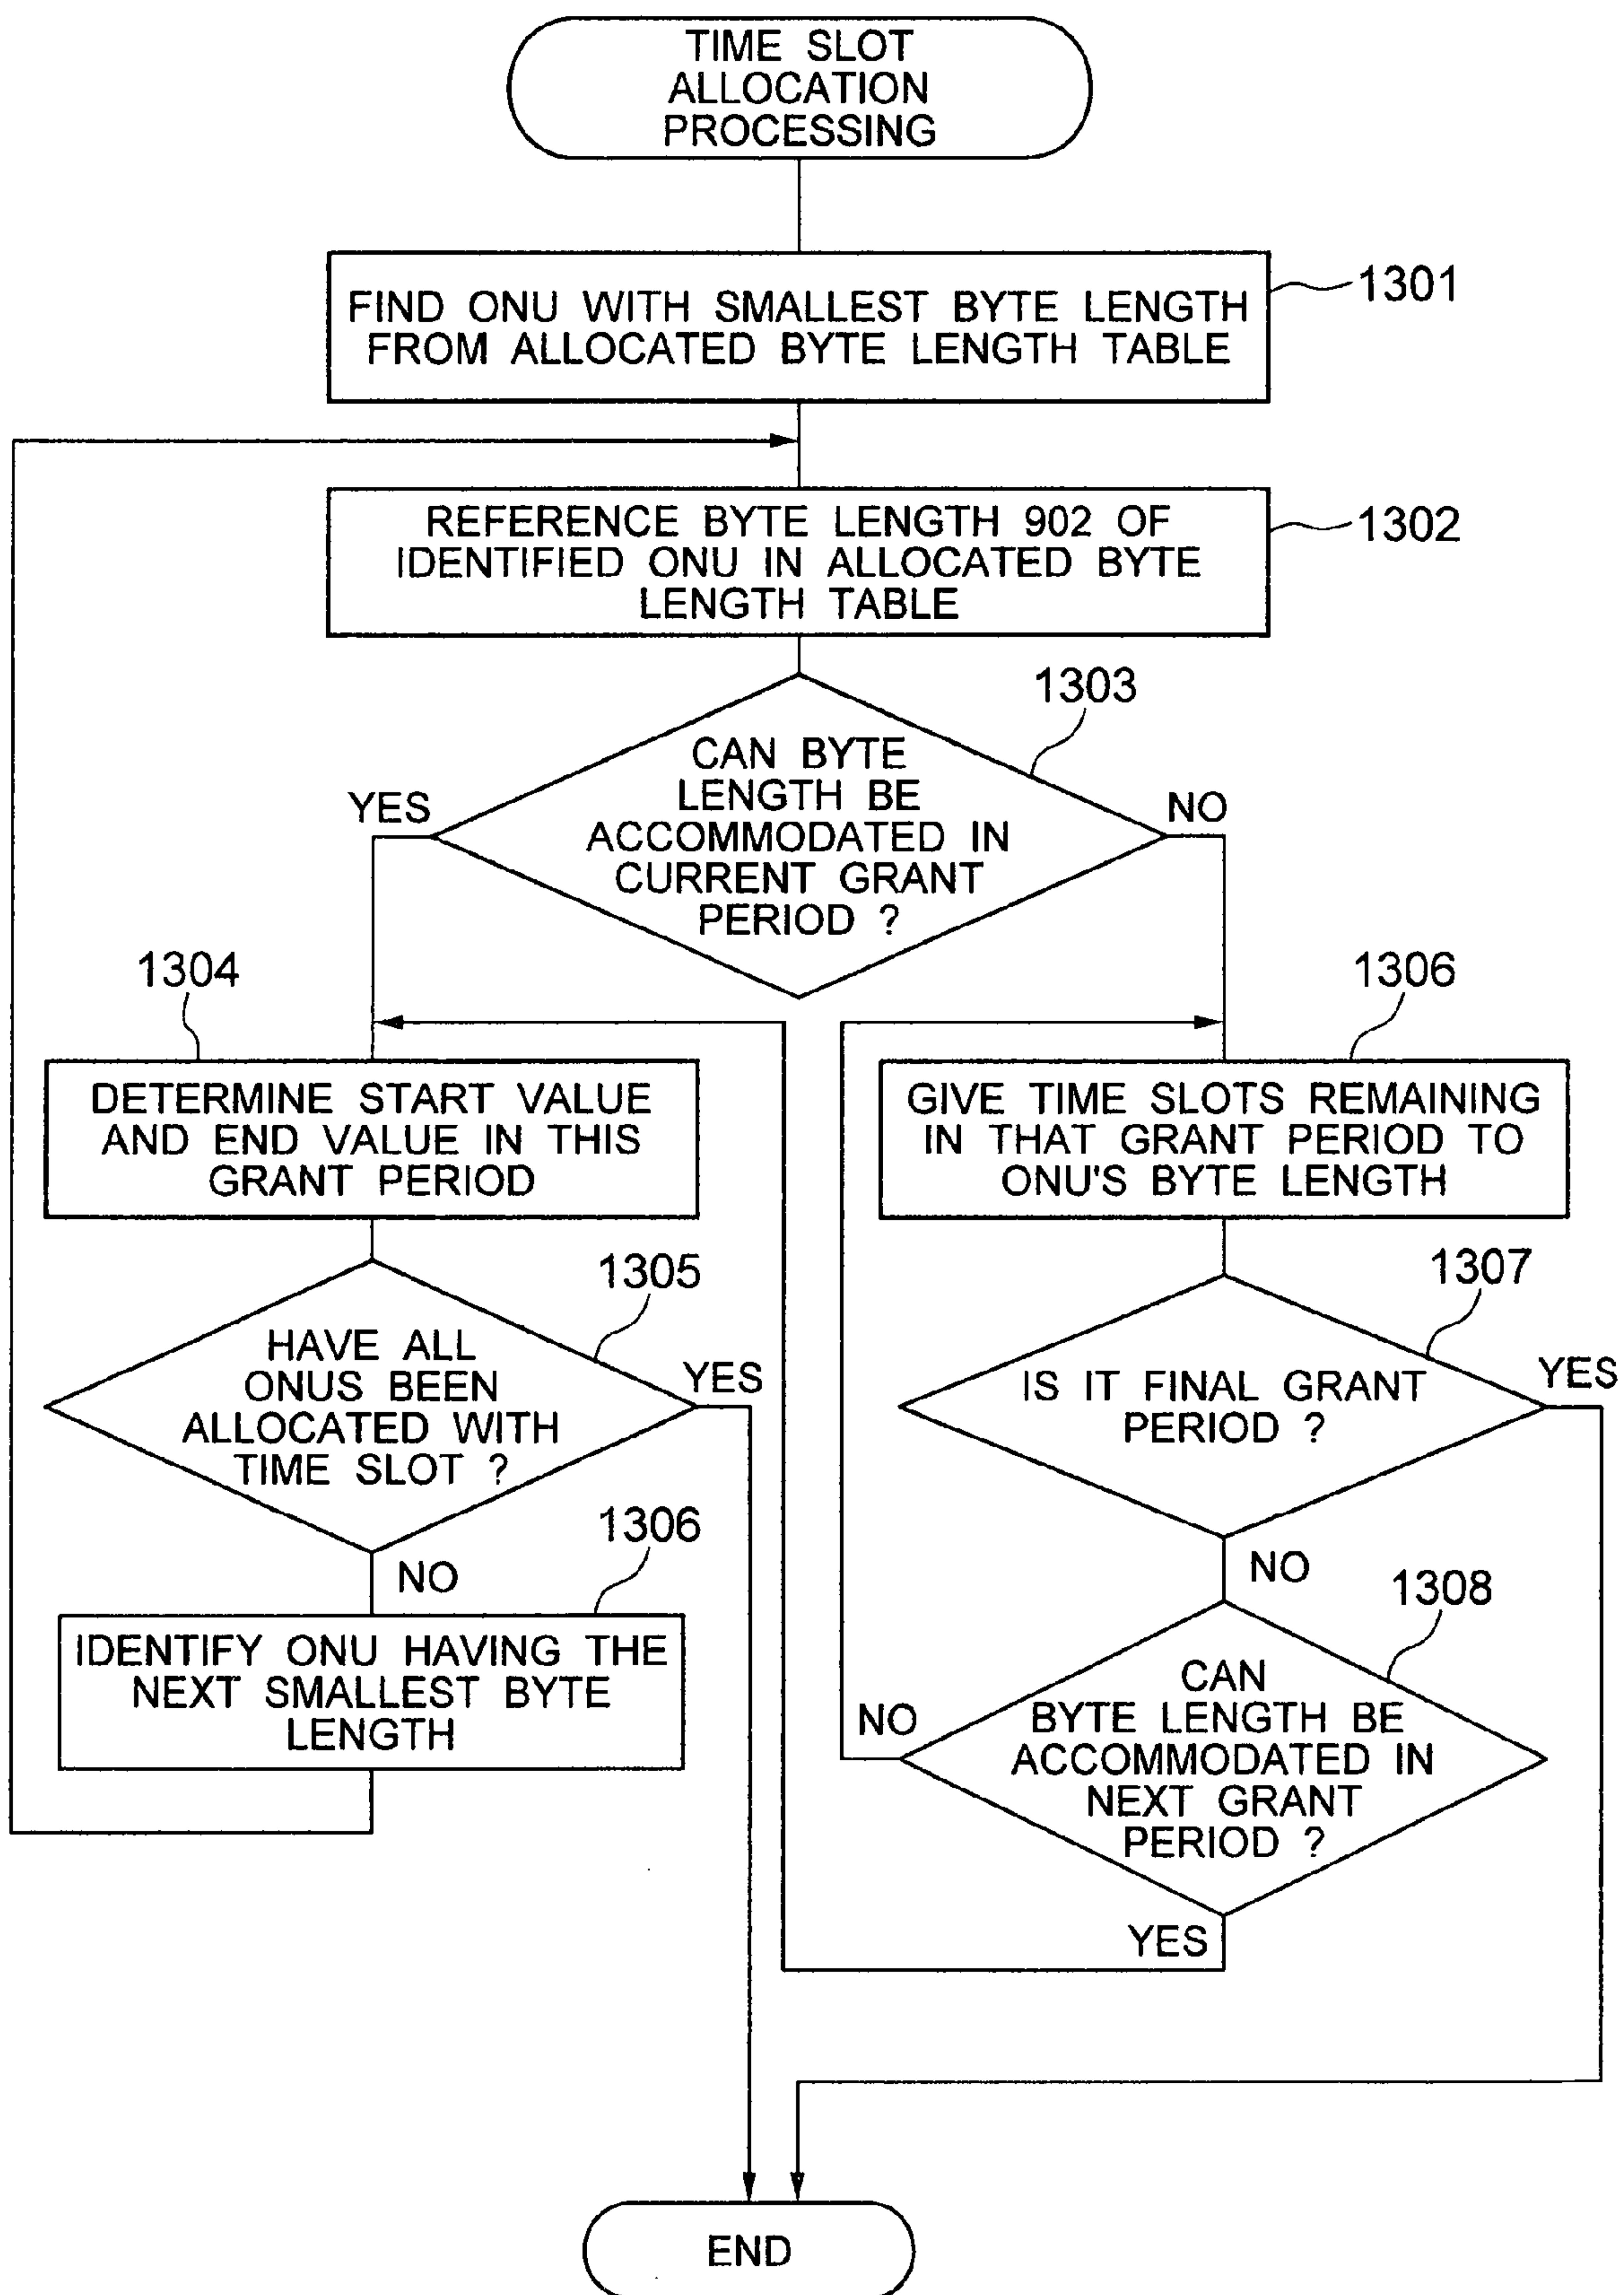 TIME SLOT
ALLOCATION
PROCESSING
1301
FIND ONU WITH SMALLEST BYTE LENGTH
FROM ALLOCATED BYTE LENGTH TABLE
1302
REFERENCE BYTE LENGTH 902 OF
IDENTIFIED ONU IN ALLOCATED BYTE
LENGTH TABLE
1303
CAN BYTE
LENGTH BE
ACCOMMODATED IN
CURRENT GRANT
PERIOD ?
YES
NO
1304
DETERMINE START VALUE
AND END VALUE IN THIS
GRANT PERIOD
1306
GIVE TIME SLOTS REMAINING
IN THAT GRANT PERIOD TO
ONU'S BYTE LENGTH
1305
HAVE ALL
ONUS BEEN
ALLOCATED WITH
TIME SLOT ?
YES
NO
1307
IS IT FINAL GRANT
PERIOD ?
YES
NO
1306
IDENTIFY ONU HAVING THE
NEXT SMALLEST BYTE
LENGTH
1308
CAN
BYTE LENGTH BE
ACCOMMODATED IN
NEXT GRANT
PERIOD ?
NO
YES
END